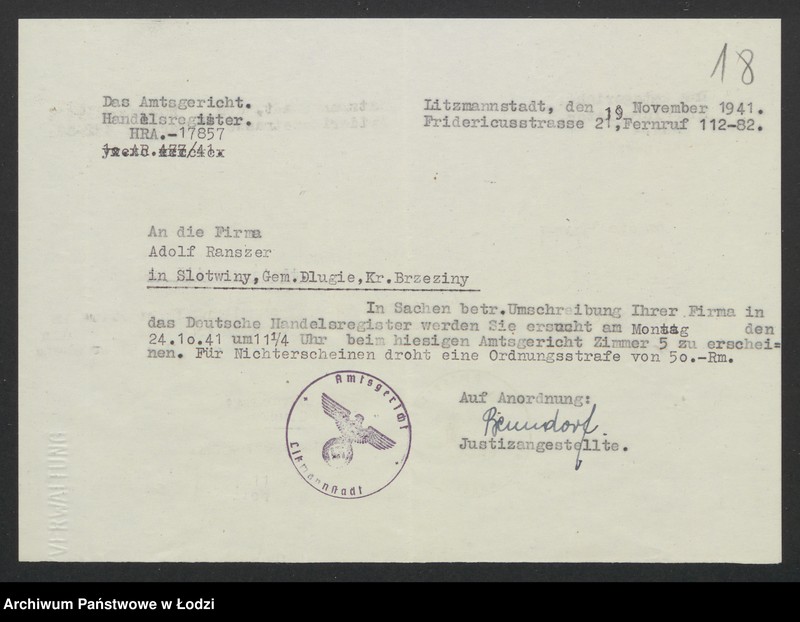 18
Das Amtsgericht.
Handelsregister.
HRA.-17857
Litzmannstadt, den 19 November 1941.
Fridericusstrasse 21, Fernruf 112-82.
An die Firma
Adolf Ranszer
in Slotwiny,Gem.Dlugie,Kr.Brzeziny
In Sachen betr.Umschreibung Ihrer Firma in
das Deutsche Handelsregister werden Sie ersucht am Montag den
24.10.41 um 11 1/4 Uhr beim hiesigen Amtsgericht Zimmer 5 zu erschei=
nen. Für Nichterscheinen droht eine Ordnungsstrafe von 50.-Rm.
Auf Anordnung:
Benndorf.
Justizangestellte.
Amtsgericht
Litzmannstadt
VERWALTUNG
Archiwum Państwowe w Łodzi